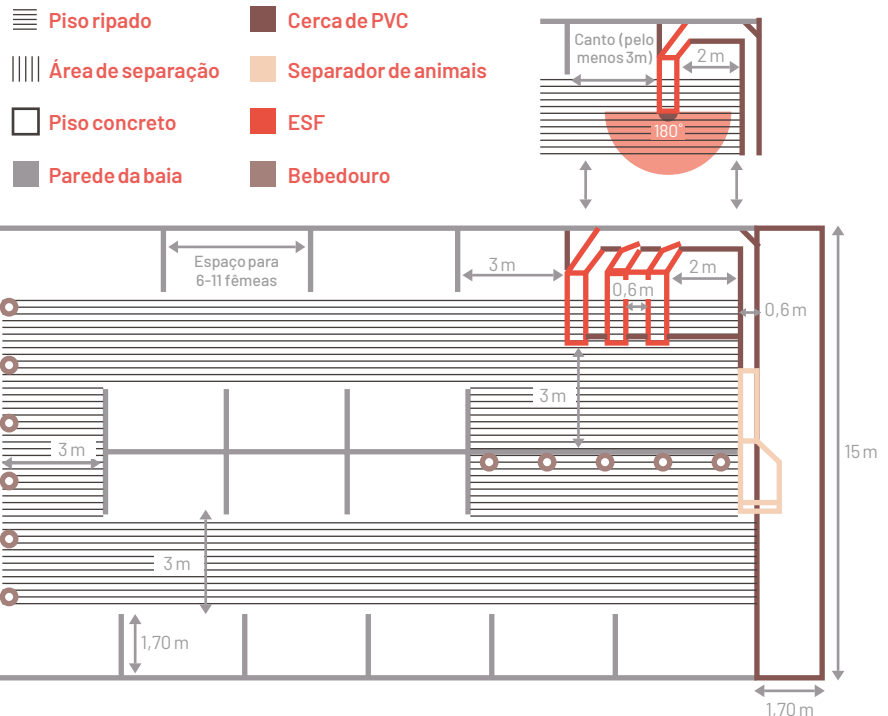 Piso ripado
Cerca de PVC
Área de separação
Separador de animais
Piso concreto
ESF
Parede da baia
Bebedouro
Canto (pelo
menos 3m)
2 m
180°
Espaço para
6-11 fêmeas
3 m
2 m
0,6 m
0,6 m
3 m
3 m
15 m
3 m
1,70 m
1,70 m